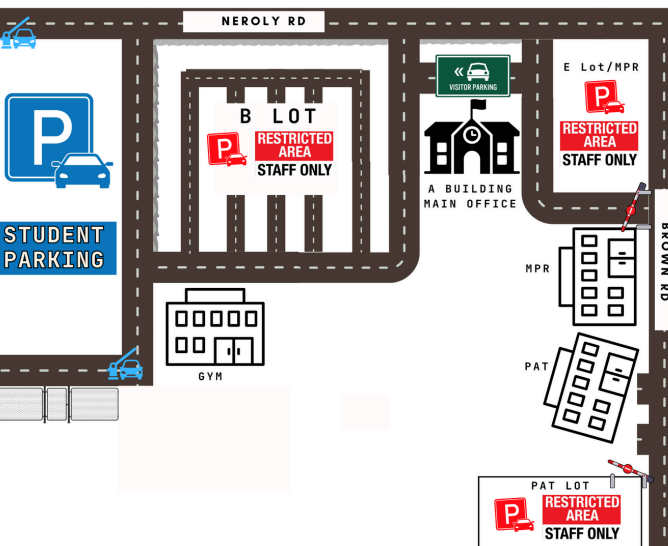 NEROLY RD
VISITOR PARKING
E Lot/MPR
P
RESTRICTED
AREA
STAFF ONLY
P
B LOT
P
RESTRICTED
AREA
STAFF ONLY
A BUILDING
MAIN OFFICE
STUDENT
PARKING
BROWN RD
MPR
PAT
GYM
PAT LOT
P
RESTRICTED
AREA
STAFF ONLY